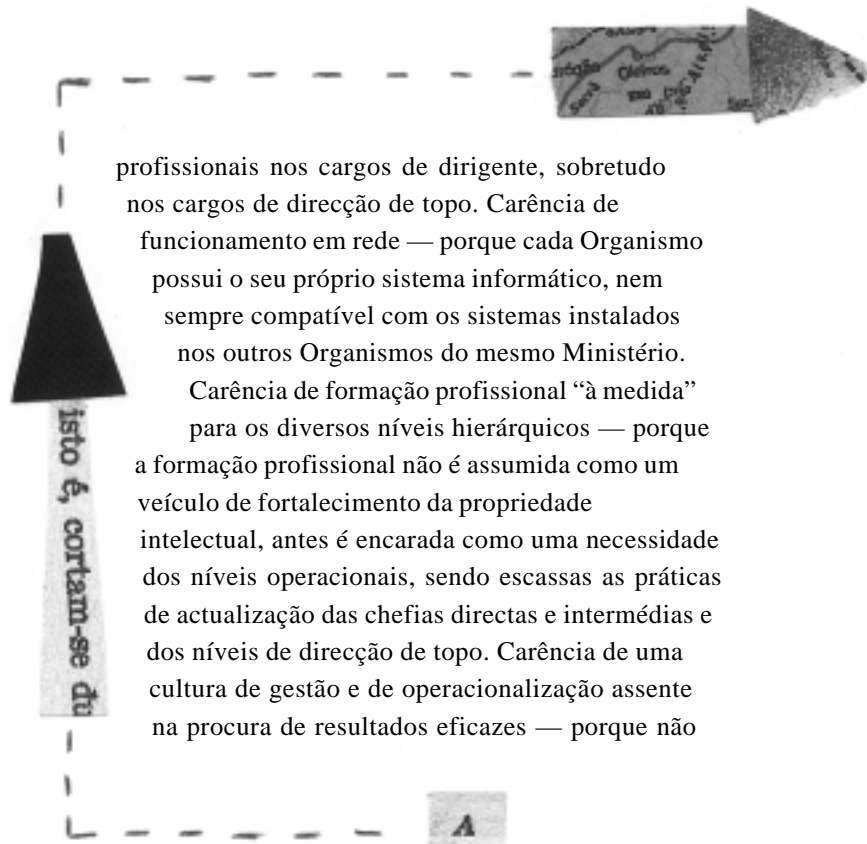 Oleiros
Serra
profissionais nos cargos de dirigente, sobretudo
nos cargos de direcção de topo. Carência de
funcionamento em rede — porque cada Organismo
possui o seu próprio sistema informático, nem
sempre compatível com os sistemas instalados
nos outros Organismos do mesmo Ministério.
Carência de formação profissional “à medida”
para os diversos níveis hierárquicos — porque
a formação profissional não é assumida como um
veículo de fortalecimento da propriedade
intelectual, antes é encarada como uma necessidade
dos níveis operacionais, sendo escassas as práticas
de actualização das chefias directas e intermédias e
dos níveis de direcção de topo. Carência de uma
cultura de gestão e de operacionalização assente
na procura de resultados eficazes — porque não
isto é, cortam-se du
A